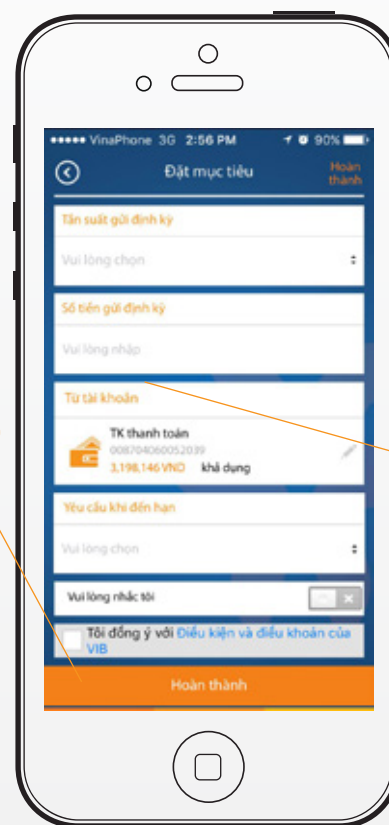 VinaPhone 3G 2:56 PM 90%
Đặt mục tiêu
Hoàn
thành
Tần suất gửi định kỳ
Vui lòng chọn
Số tiền gửi định kỳ
Vui lòng nhập
Từ tài khoản
TK thanh toán
008704060052039
3,198,146 VND khả dụng
Yêu cầu khi đến hạn
Vui lòng chọn
Vui lòng nhắc tôi
Tôi đồng ý với Điều kiện và điều khoản của
VIB
Hoàn thành